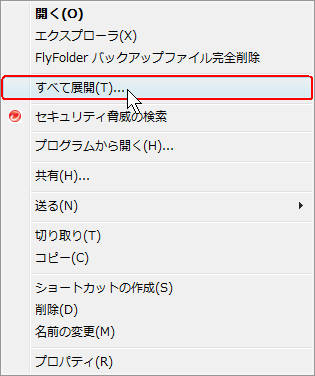 開く(O)
エクスプローラ(X)
FlyFolder バックアップファイル完全削除
すべて展開(T)...
セキュリティ脅威の検索
プログラムから開く(H)...
共有(H)...
送る(N)
切り取り(T)
コピー(C)
ショートカットの作成(S)
削除(D)
名前の変更(M)
プロパティ(R)